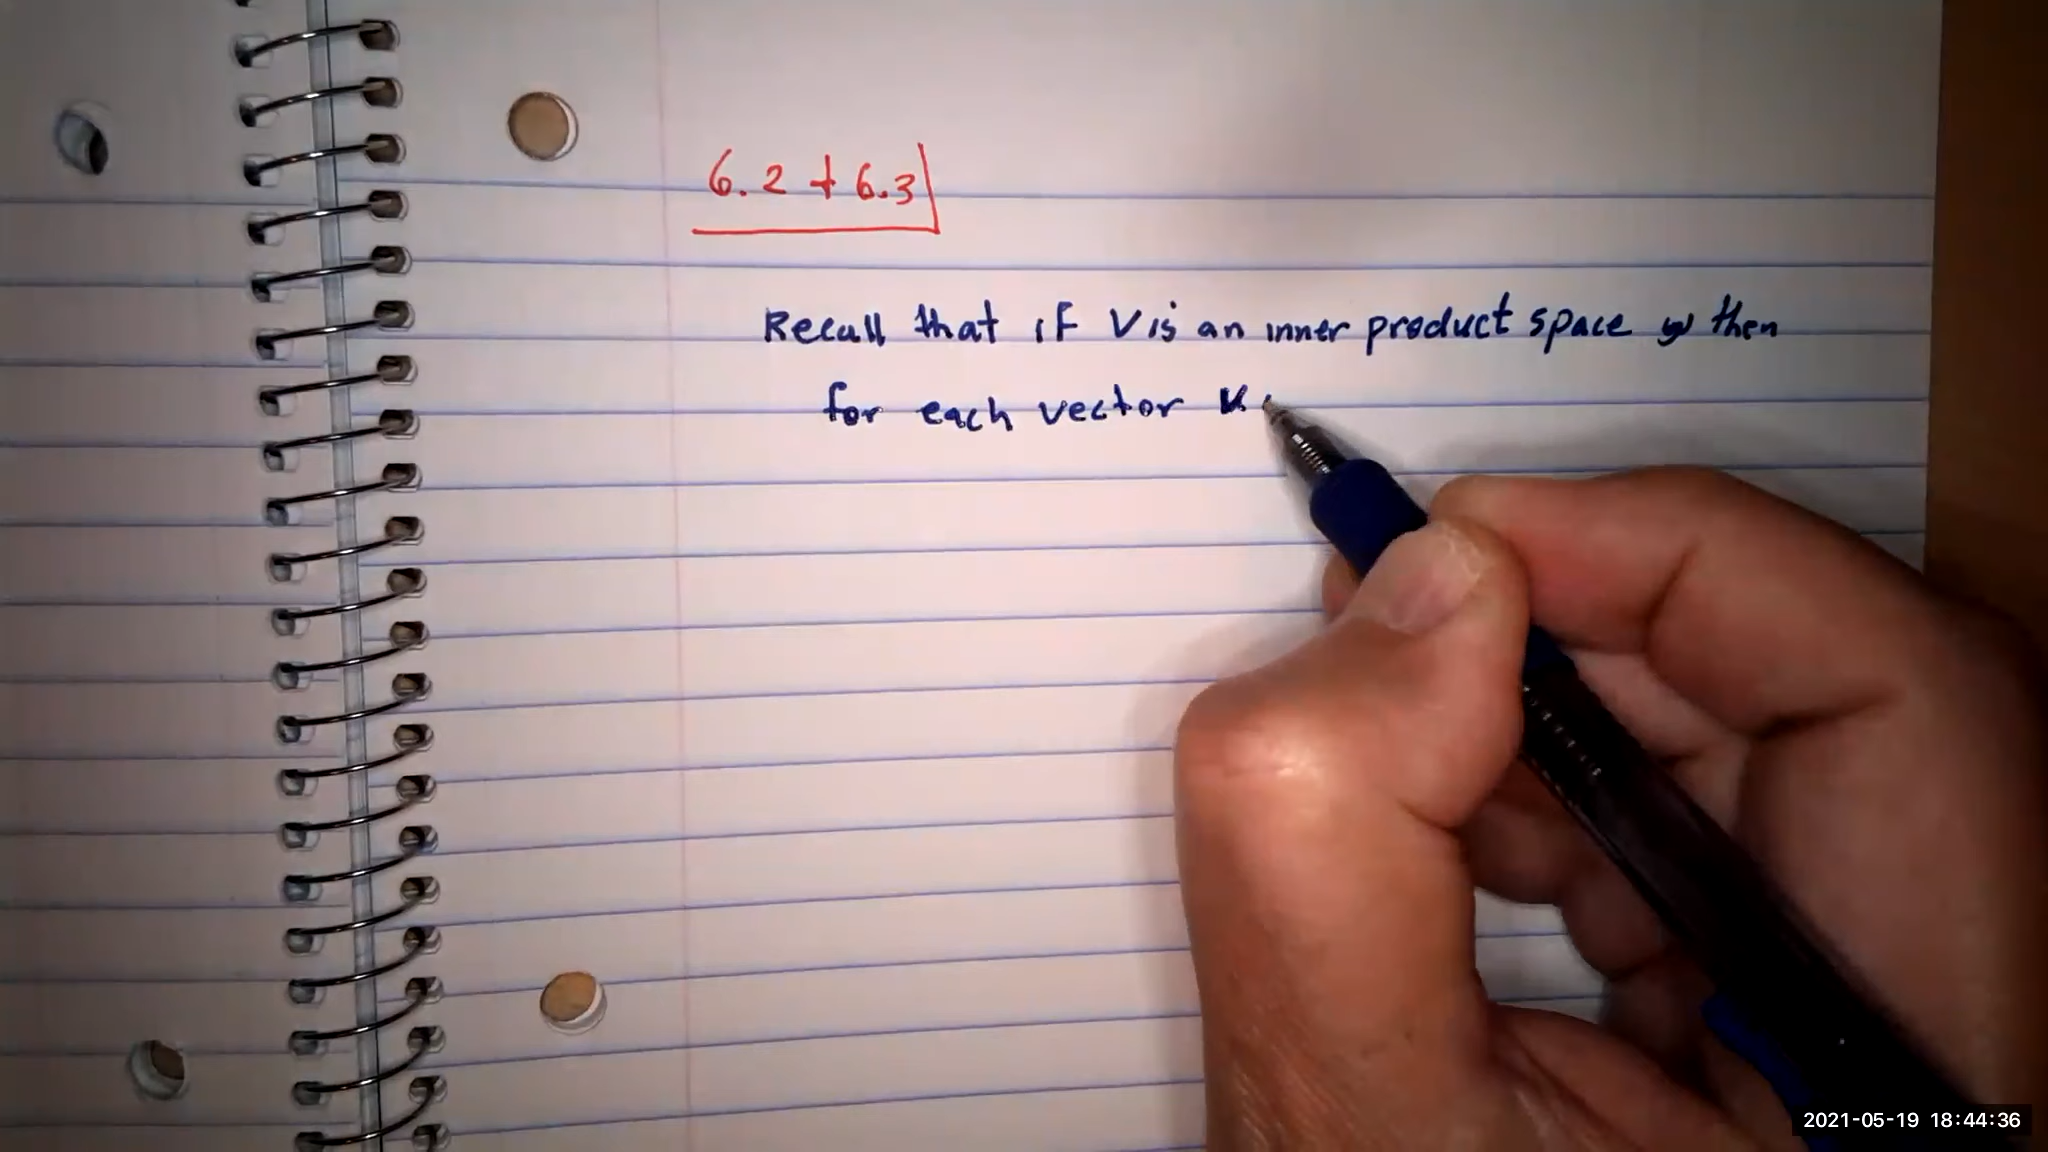 6.2 + 6.3
Recall that if V is an inner product space then
for each vector
2021-05-19 18:44:36